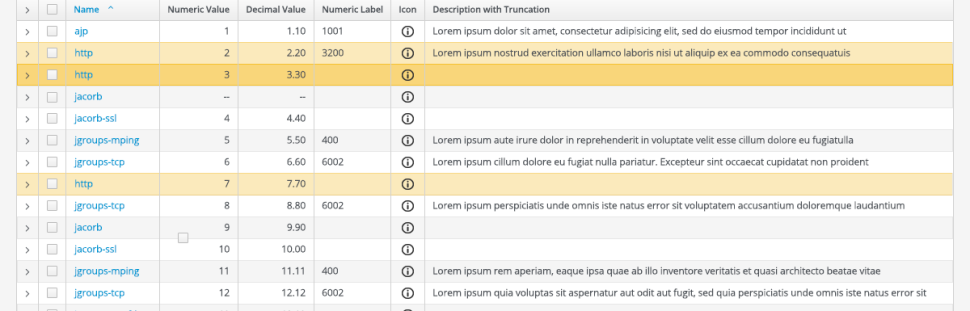 Name Numeric Value Decimal Value Numeric Label Icon Description with Truncation
ajp 1 1.10 1001 Lorem ipsum dolor sit amet, consectetur adipisicing elit, sed do eiusmod tempor incididunt ut
http 2 2.20 3200 Lorem ipsum nostrud exercitation ullamco laboris nisi ut aliquip ex ea commodo consequatuis
http 3 3.30
jacorb -- --
jacorb-ssl 4 4.40
jgroups-mping 5 5.50 400 Lorem ipsum aute irure dolor in reprehenderit in voluptate velit esse cillum dolore eu fugiatulla
jgroups-tcp 6 6.60 6002 Lorem ipsum cillum dolore eu fugiat nulla pariatur. Excepteur sint occaecat cupidatat non proident
http 7 7.70
jgroups-tcp 8 8.80 6002 Lorem ipsum perspiciatis unde omnis iste natus error sit voluptatem accusantium doloremque laudantium
jacorb 9 9.90
jacorb-ssl 10 10.00
jgroups-mping 11 11.11 400 Lorem ipsum rem aperiam, eaque ipsa quae ab illo inventore veritatis et quasi architecto beatae vitae
jgroups-tcp 12 12.12 6002 Lorem ipsum quia voluptas sit aspernatur aut odit aut fugit, sed quia perspiciatis unde omnis iste natus error sit